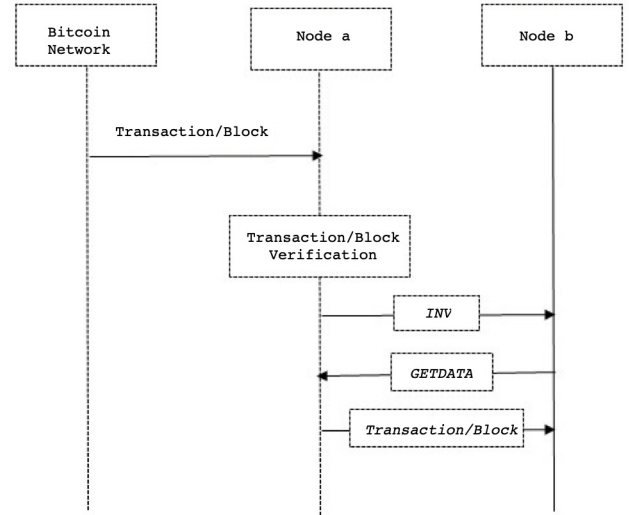 Bitcoin
Network
Node a
Node b
Transaction/Block
Transaction/Block
Verification
INV
GETDATA
Transaction/Block